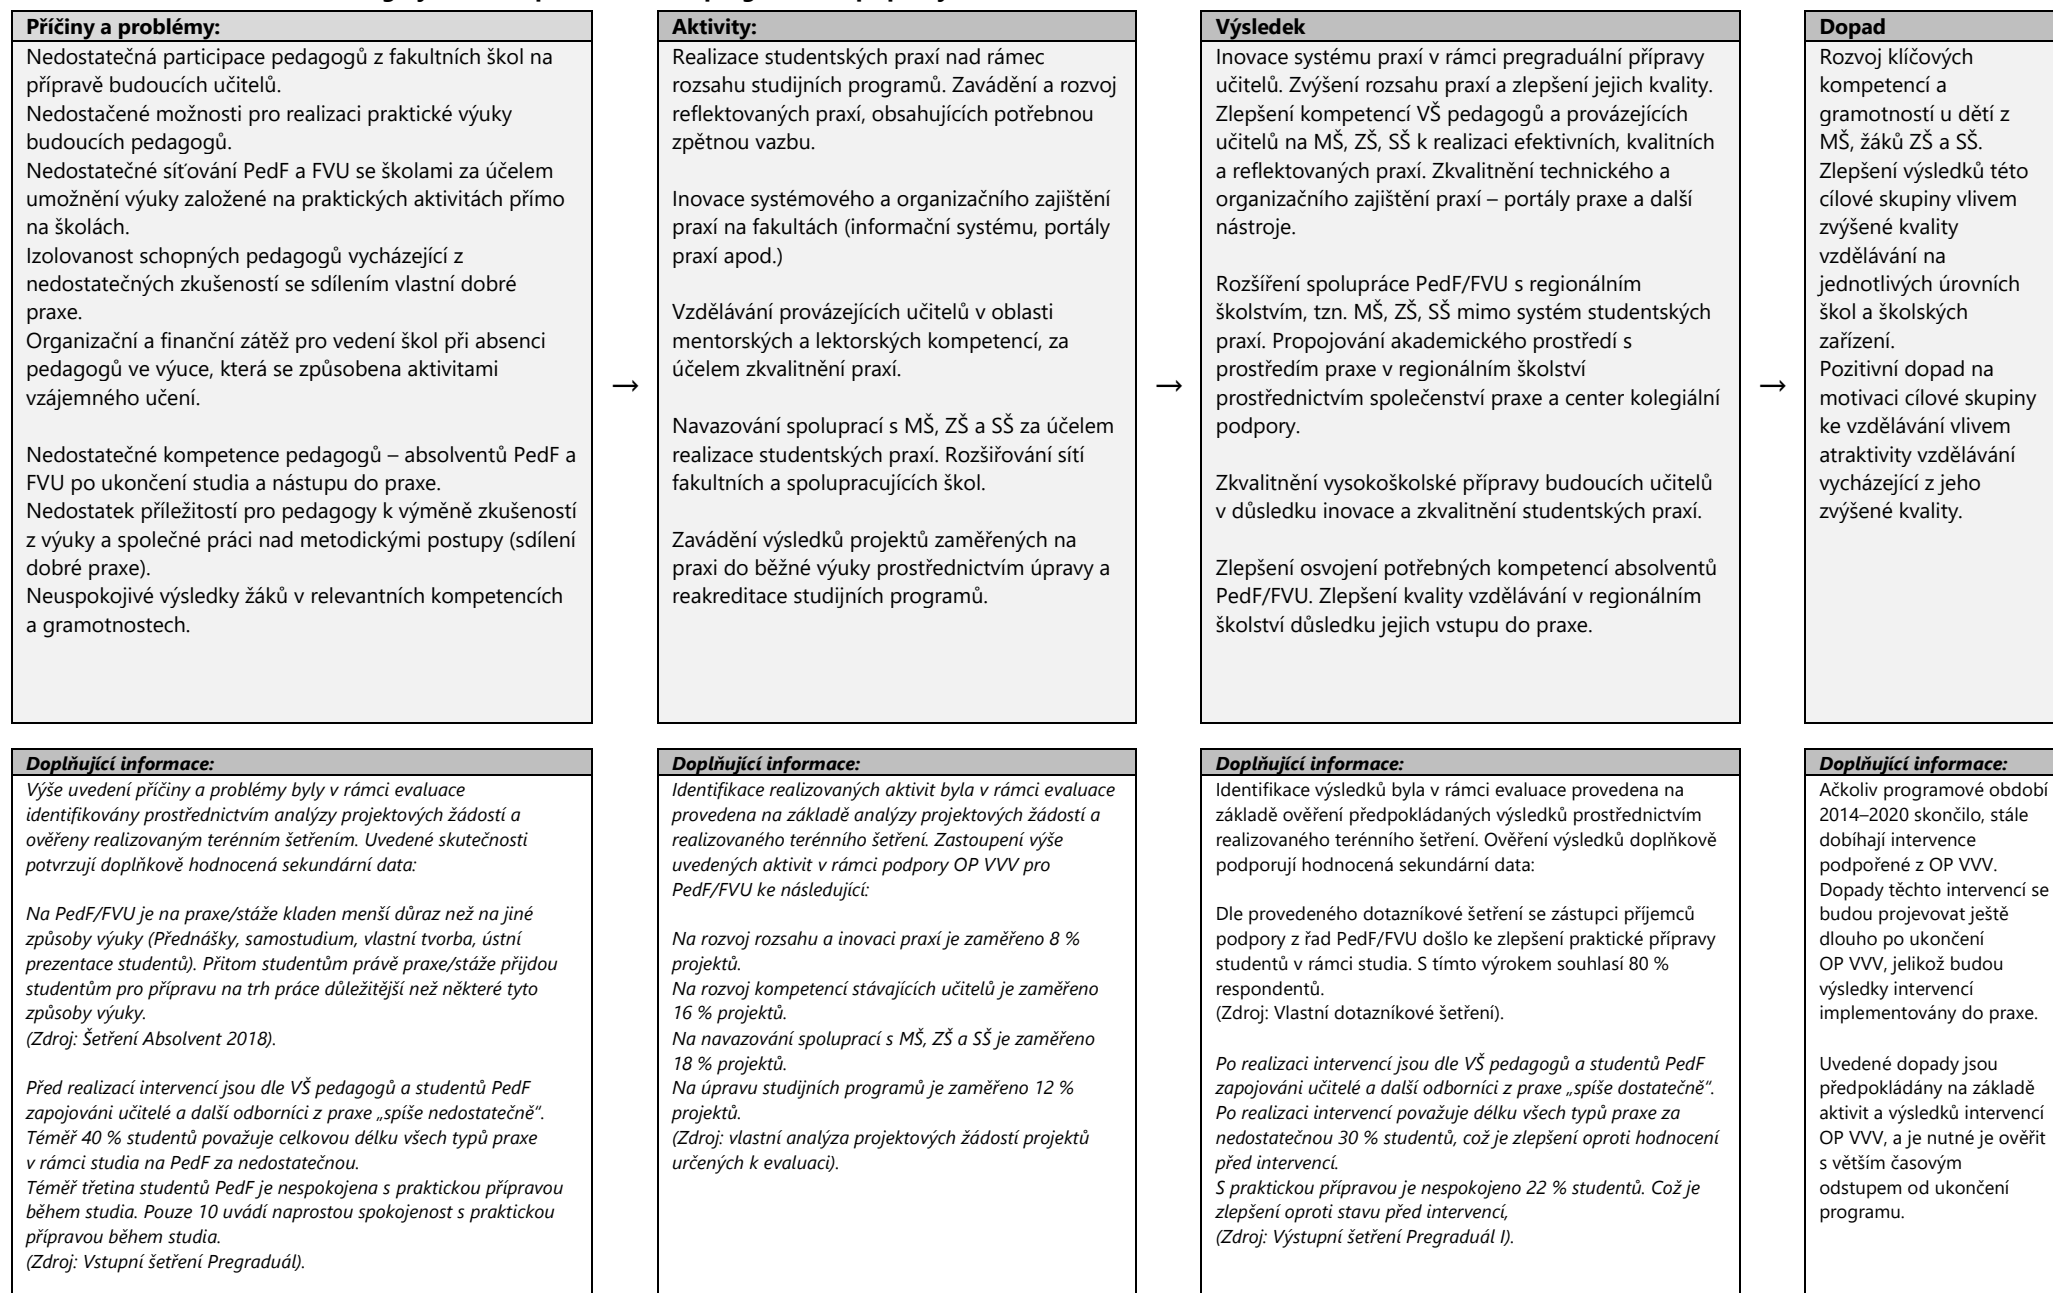 Příčiny a problémy:
Nedostatečná participace pedagogů z fakultních škol na
přípravě budoucích učitelů.
Nedostačené možnosti pro realizaci praktické výuky
budoucích pedagogů.
Nedostatečné síťování PedF a FVU se školami za účelem
umožnění výuky založené na praktických aktivitách přímo
na školách.
Izolovanost schopných pedagogů vycházející z
nedostatečných zkušeností se sdílením vlastní dobré
praxe.
Organizační a finanční zátěž pro vedení škol při absenci
pedagogů ve výuce, která se způsobena aktivitami
vzájemného učení.
Nedostatečné kompetence pedagogů – absolventů PedF a
FVU po ukončení studia a nástupu do praxe.
Nedostatek příležitostí pro pedagogy k výměně zkušeností
z výuky a společné práci nad metodickými postupy (sdílení
dobré praxe).
Neuspokojivé výsledky žáků v relevantních kompetencích
a gramotnostech.
→
Aktivity:
Realizace studentských praxí nad rámec
rozsahu studijních programů. Zavádění a rozvoj
reflektovaných praxí, obsahujících potřebnou
zpětnou vazbu.
Inovace systémového a organizačního zajištění
praxí na fakultách (informační systému, portály
praxí apod.)
Vzdělávání provázejících učitelů v oblasti
mentorských a lektorských kompetencí, za
účelem zkvalitnění praxí.
Navazování spoluprací s MŠ, ZŠ a SŠ za účelem
realizace studentských praxí. Rozšiřování sítí
fakultních a spolupracujících škol.
Zavádění výsledků projektů zaměřených na
praxi do běžné výuky prostřednictvím úpravy a
reakreditace studijních programů.
→
Výsledek
Inovace systému praxí v rámci pregraduální přípravy
učitelů. Zvýšení rozsahu praxí a zlepšení jejich kvality.
Zlepšení kompetencí VŠ pedagogů a provázejících
učitelů na MŠ, ZŠ, SŠ k realizaci efektivních, kvalitních
a reflektovaných praxí. Zkvalitnění technického a
organizačního zajištění praxí – portály praxe a další
nástroje.
Rozšíření spolupráce PedF/FVU s regionálním
školstvím, tzn. MŠ, ZŠ, SŠ mimo systém studentských
praxí. Propojování akademického prostředí s
prostředím praxe v regionálním školství
prostřednictvím společenství praxe a center kolegiální
podpory.
Zkvalitnění vysokoškolské přípravy budoucích učitelů
v důsledku inovace a zkvalitnění studentských praxí.
Zlepšení osvojení potřebných kompetencí absolventů
PedF/FVU. Zlepšení kvality vzdělávání v regionálním
školství důsledku jejich vstupu do praxe.
→
Dopad
Rozvoj klíčových
kompetencí a
gramotností u dětí z
MŠ, žáků ZŠ a SŠ.
Zlepšení výsledků této
cílové skupiny vlivem
zvýšené kvality
vzdělávání na
jednotlivých úrovních
škol a školských
zařízení.
Pozitivní dopad na
motivaci cílové skupiny
ke vzdělávání vlivem
atraktivity vzdělávání
vycházející z jeho
zvýšené kvality.
Doplňující informace:
Výše uvedení příčiny a problémy byly v rámci evaluace
identifikovány prostřednictvím analýzy projektových žádostí a
ověřeny realizovaným terénním šetřením. Uvedené skutečnosti
potvrzují doplňkově hodnocená sekundární data:
Na PedF/FVU je na praxe/stáže kladen menší důraz než na jiné
způsoby výuky (Přednášky, samostudium, vlastní tvorba, ústní
prezentace studentů). Přitom studentům právě praxe/stáže přijdou
studentům pro přípravu na trh práce důležitější než některé tyto
způsoby výuky.
(Zdroj: Šetření Absolvent 2018).
Před realizací intervencí jsou dle VŠ pedagogů a studentů PedF
zapojováni učitelé a další odborníci z praxe „spíše nedostatečně“.
Téměř 40 % studentů považuje celkovou délku všech typů praxe
v rámci studia na PedF za nedostatečnou.
Téměř třetina studentů PedF je nespokojena s praktickou přípravou
během studia. Pouze 10 uvádí naprostou spokojenost s praktickou
přípravou během studia.
(Zdroj: Vstupní šetření Pregraduál).
Doplňující informace:
Identifikace realizovaných aktivit byla v rámci evaluace
provedena na základě analýzy projektových žádostí a
realizovaného terénního šetření. Zastoupení výše
uvedených aktivit v rámci podpory OP VVV pro
PedF/FVU ke následující:
Na rozvoj rozsahu a inovaci praxí je zaměřeno 8 %
projektů.
Na rozvoj kompetencí stávajících učitelů je zaměřeno
16 % projektů.
Na navazování spoluprací s MŠ, ZŠ a SŠ je zaměřeno
18 % projektů.
Na úpravu studijních programů je zaměřeno 12 %
projektů.
(Zdroj: vlastní analýza projektových žádostí projektů
určených k evaluaci).
Doplňující informace:
Identifikace výsledků byla v rámci evaluace provedena na
základě ověření předpokládaných výsledků prostřednictvím
realizovaného terénního šetření. Ověření výsledků doplňkově
podporují hodnocená sekundární data:
Dle provedeného dotazníkové šetření se zástupci příjemců
podpory z řad PedF/FVU došlo ke zlepšení praktické přípravy
studentů v rámci studia. S tímto výrokem souhlasí 80 %
respondentů.
(Zdroj: Vlastní dotazníkové šetření).
Po realizaci intervencí jsou dle VŠ pedagogů a studentů PedF
zapojováni učitelé a další odborníci z praxe „spíše dostatečně“.
Po realizaci intervencí považuje délku všech typů praxe za
nedostatečnou 30 % studentů, což je zlepšení oproti hodnocení
před intervencí.
S praktickou přípravou je nespokojeno 22 % studentů. Což je
zlepšení oproti stavu před intervencí,
(Zdroj: Výstupní šetření Pregraduál I).
Doplňující informace:
Ačkoliv programové období
2014–2020 skončilo, stále
dobíhají intervence
podpořené z OP VVV.
Dopady těchto intervencí se
budou projevovat ještě
dlouho po ukončení
OP VVV, jelikož budou
výsledky intervencí
implementovány do praxe.
Uvedené dopady jsou
předpokládány na základě
aktivit a výsledků intervencí
OP VVV, a je nutné je ověřit
s větším časovým
odstupem od ukončení
programu.